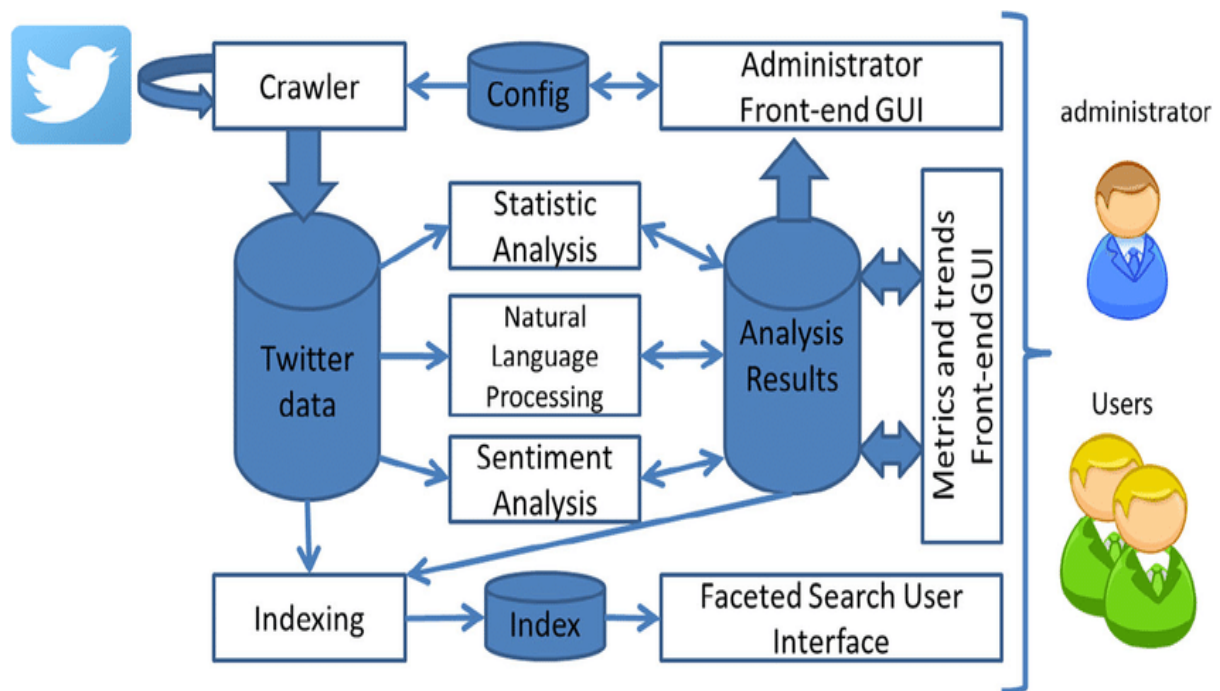 Crawler
Config
Administrator
Front-end GUI
administrator
Statistic
Analysis
Natural
Language
Processing
Sentiment
Analysis
Twitter
data
Analysis
Results
Metrics and trends
Front-end GUI
Users
Indexing
Index
Faceted Search User
Interface